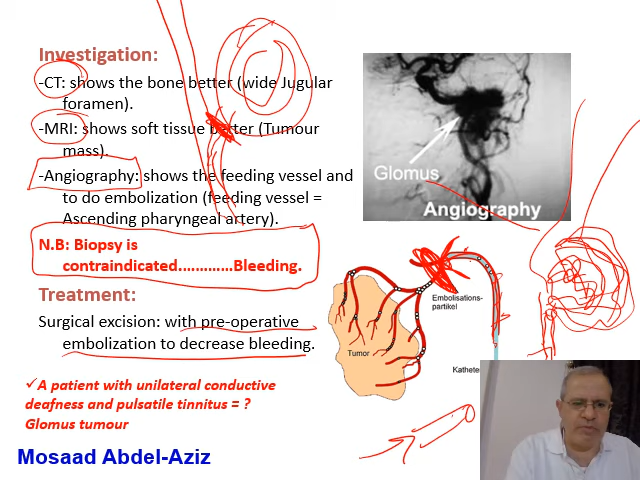 Investigation:
-CT: shows the bone better (wide Jugular
foramen).
-MRI: shows soft tissue better (Tumour
mass).
-Angiography: shows the feeding vessel and
to do embolization (feeding vessel =
Ascending pharyngeal artery).
N.B: Biopsy is
contraindicated.............Bleeding.
Treatment:
Surgical excision: with pre-operative
embolization to decrease bleeding.
✓A patient with unilateral conductive
deafness and pulsatile tinnitus = ?
Glomus tumour
Mosaad Abdel-Aziz
Glomus
Angiography
Embolisations-
partikel
Tumor
Kathete